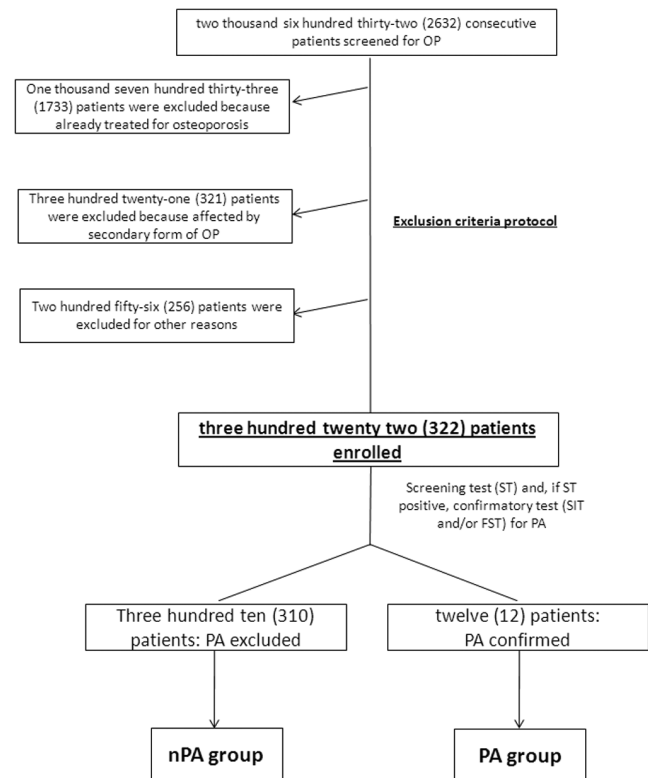 two thousand six hundred thirty-two (2632) consecutive
patients screened for OP
One thousand seven hundred thirty-three
(1733) patients were excluded because
already treated for osteoporosis
Three hundred twenty-one (321) patients
were excluded because affected by
secondary form of OP
Exclusion criteria protocol
Two hundred fifty-six (256) patients were
excluded for other reasons
three hundred twenty two (322) patients
enrolled
Screening test (ST) and, if ST
positive, confirmatory test (SIT
and/or FST) for PA
Three hundred ten (310)
patients: PA excluded
twelve (12) patients:
PA confirmed
nPA group
PA group